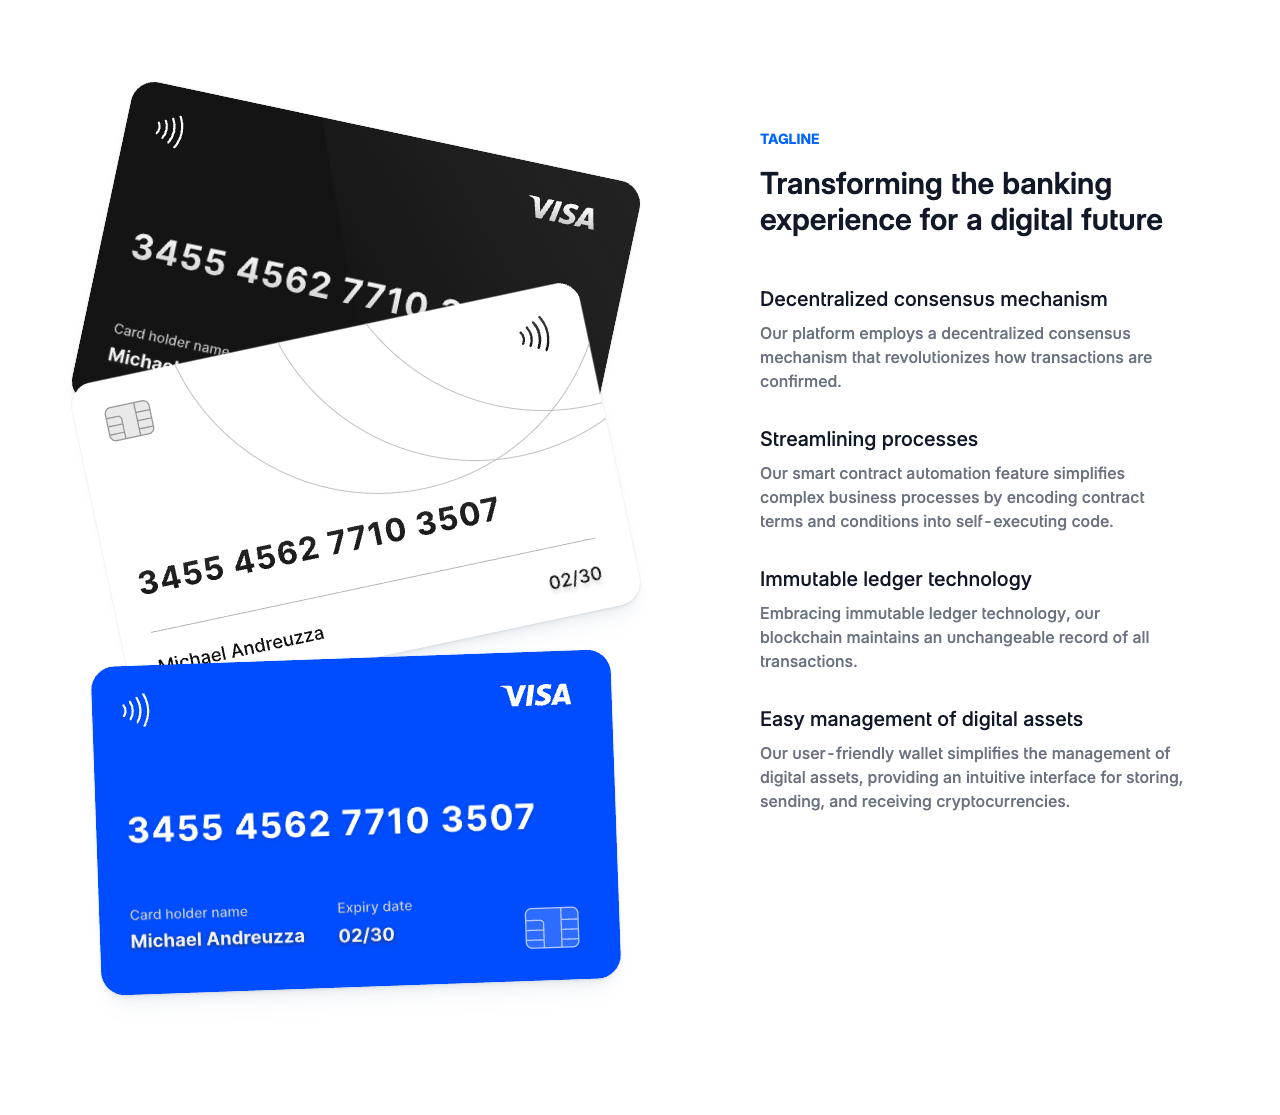 VISA
3455 4562 7710
Card holder name
Michae
3455 4562 7710 3507
02/30
Michael Andreuzza
VISA
3455 4562 7710 3507
Card holder name
Expiry date
Michael Andreuzza
02/30
TAGLINE
Transforming the banking
experience for a digital future
Decentralized consensus mechanism
Our platform employs a decentralized consensus
mechanism that revolutionizes how transactions are
confirmed.
Streamlining processes
Our smart contract automation feature simplifies
complex business processes by encoding contract
terms and conditions into self-executing code.
Immutable ledger technology
Embracing immutable ledger technology, our
blockchain maintains an unchangeable record of all
transactions.
Easy management of digital assets
Our user-friendly wallet simplifies the management of
digital assets, providing an intuitive interface for storing,
sending, and receiving cryptocurrencies.